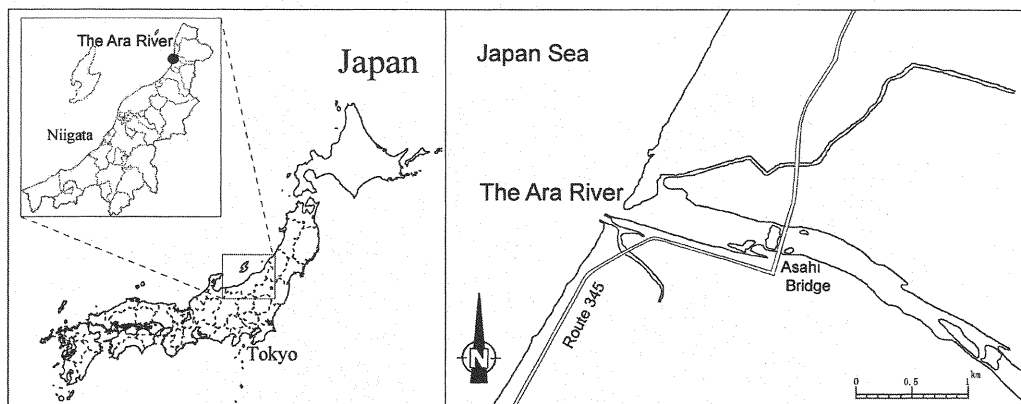 The Ara River
Niigata
Japan
Tokyo
Japan Sea
The Ara River
Asahi
Bridge
Route 345
N
km
0 0.5 1